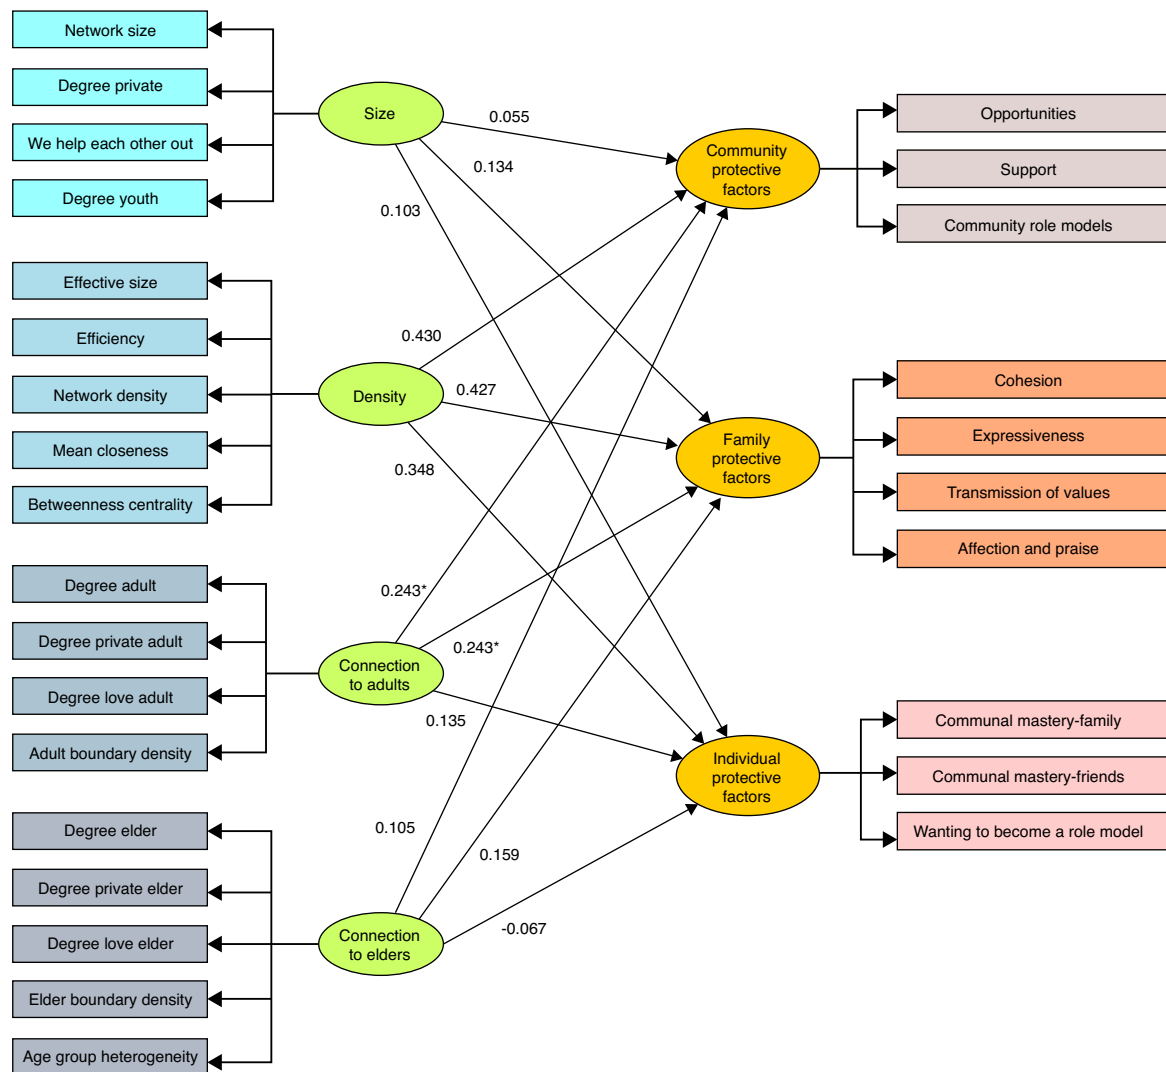 Network size
Degree private
We help each other out
Degree youth
Effective size
Efficiency
Network density
Mean closeness
Betweenness centrality
Degree adult
Degree private adult
Degree love adult
Adult boundary density
Degree elder
Degree private elder
Degree love elder
Elder boundary density
Age group heterogeneity
Size
Density
Connection
to adults
Connection
to elders
0.055
0.134
0.103
0.430
0.427
0.348
0.243*
0.243*
0.135
0.105
0.159
-0.067
Community
protective
factors
Family
protective
factors
Individual
protective
factors
Opportunities
Support
Community role models
Cohesion
Expressiveness
Transmission of values
Affection and praise
Communal mastery-family
Communal mastery-friends
Wanting to become a role model